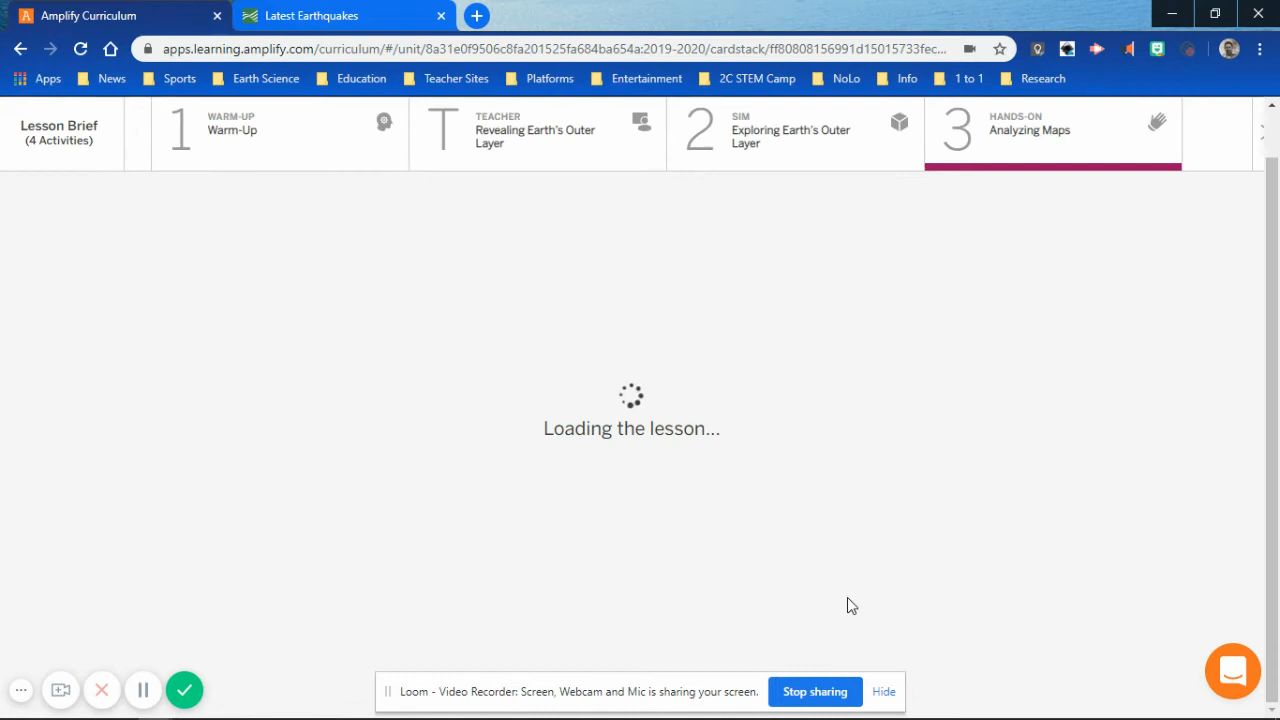 Amplify Curriculum
Latest Earthquakes
apps.learning.amplify.com/curriculum/#/unit/8a31e0f9506c8fa201525fa684ba654a:2019-2020/cardstack/ff80808156991d15015733fec...
Apps News Sports Earth Science Education Teacher Sites Platforms Entertainment 2C STEM Camp NoLo Info 1 to 1 Research
Lesson Brief
(4 Activities)
1
WARM-UP
Warm-Up
T
TEACHER
Revealing Earth's Outer
Layer
2
SIM
Exploring Earth's Outer
Layer
3
HANDS-ON
Analyzing Maps
Loading the lesson...
Loom - Video Recorder: Screen, Webcam and Mic is sharing your screen.
Stop sharing
Hide